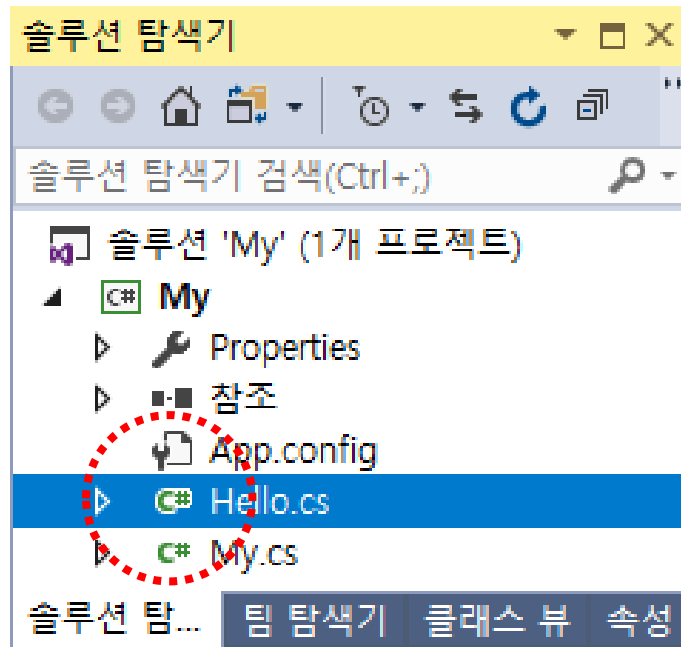 솔루션 탐색기
솔루션 탐색기 검색(Ctrl+;)
솔루션 'My' (1개 프로젝트)
C# My
Properties
참조
App.config
C# Hello.cs
C# My.cs
솔루션 탐... 팀 탐색기 클래스 뷰 속성